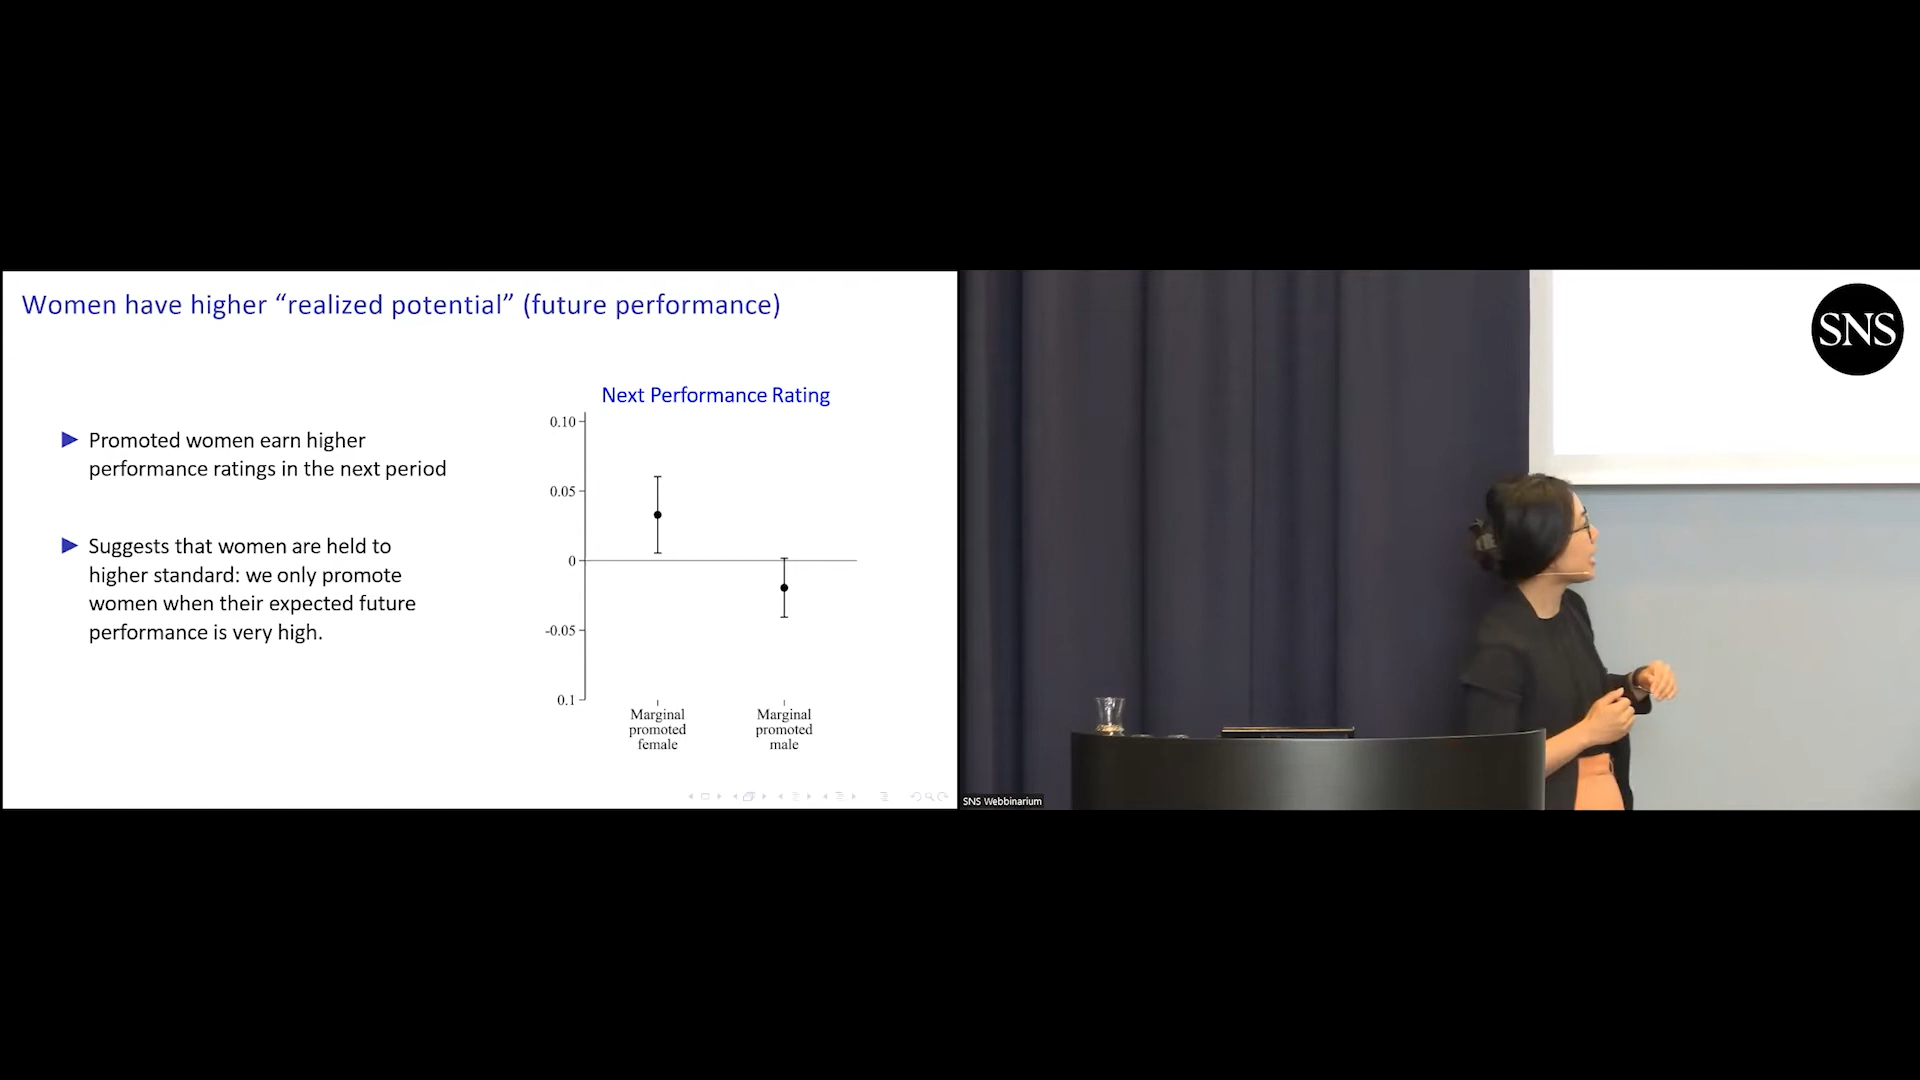 Women have higher “realized potential” (future performance)
Promoted women earn higher
performance ratings in the next period
Suggests that women are held to
higher standard: we only promote
women when their expected future
performance is very high.
Next Performance Rating
0.10
0.05
0
-0.05
0.1
Marginal
promoted
female
Marginal
promoted
male
SNS
SNS Webbinarium